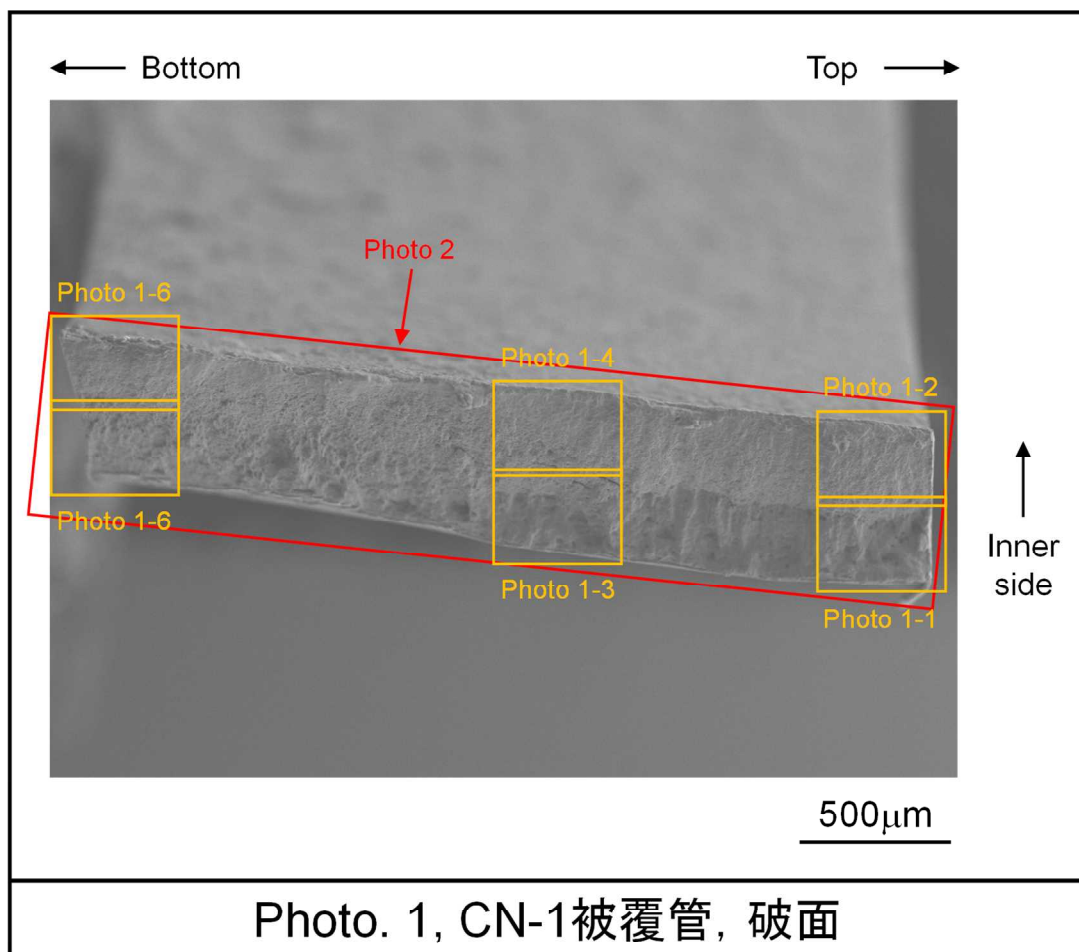 Bottom
Top
Photo 2
Photo 1-6
Photo 1-4
Photo 1-2
Photo 1-6
Photo 1-3
Photo 1-1
Inner
side
500μm
Photo. 1, CN-1被覆管, 破面